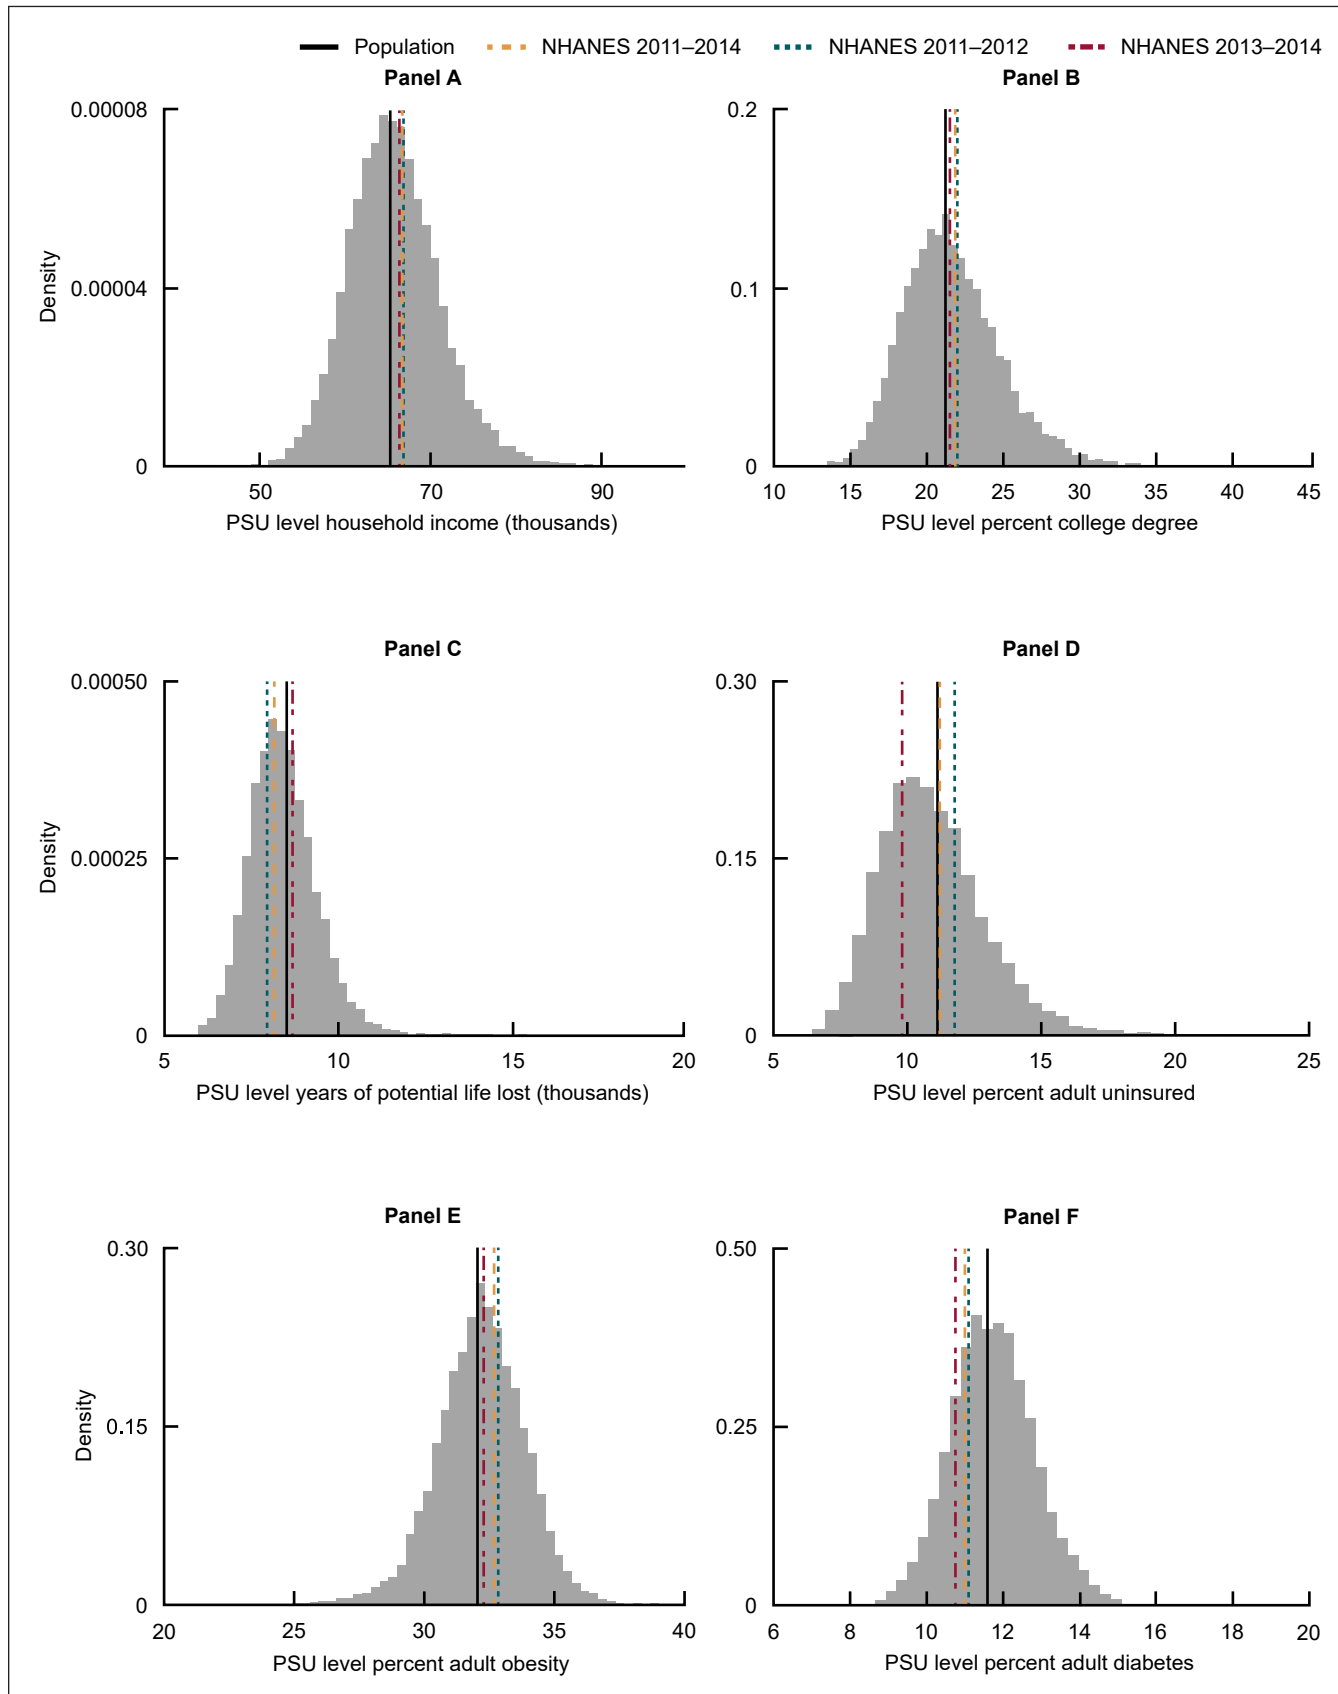 Population NHANES 2011–2014 NHANES 2011–2012 NHANES 2013–2014
Panel A
0.00008
0.00004
0
Density
50 70 90
PSU level household income (thousands)
Panel B
0.2
0.1
0
10 15 20 25 30 35 40 45
PSU level percent college degree
Panel C
0.00050
0.00025
0
Density
5 10 15 20
PSU level years of potential life lost (thousands)
Panel D
0.30
0.15
0
5 10 15 20 25
PSU level percent adult uninsured
Panel E
0.30
0.15
0
Density
20 25 30 35 40
PSU level percent adult obesity
Panel F
0.50
0.25
0
6 8 10 12 14 16 18 20
PSU level percent adult diabetes